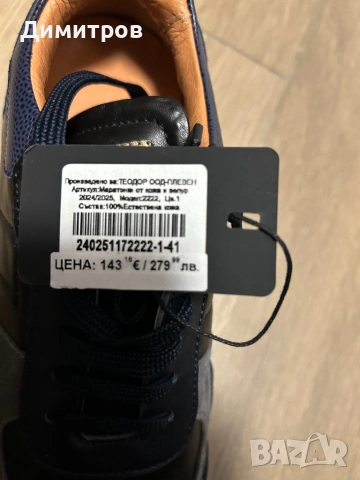 Димитров
Произведено за:ТЕОДОР ООД-ПЛЕВЕН
Артикул:Маратонки от кожа и велур
2024/2025, Модел:2222, Цв.1
Състав:100%Естествена кожа
240251172222-1-41
ЦЕНА: 143 16 € / 279 99 лв.
BAZAR